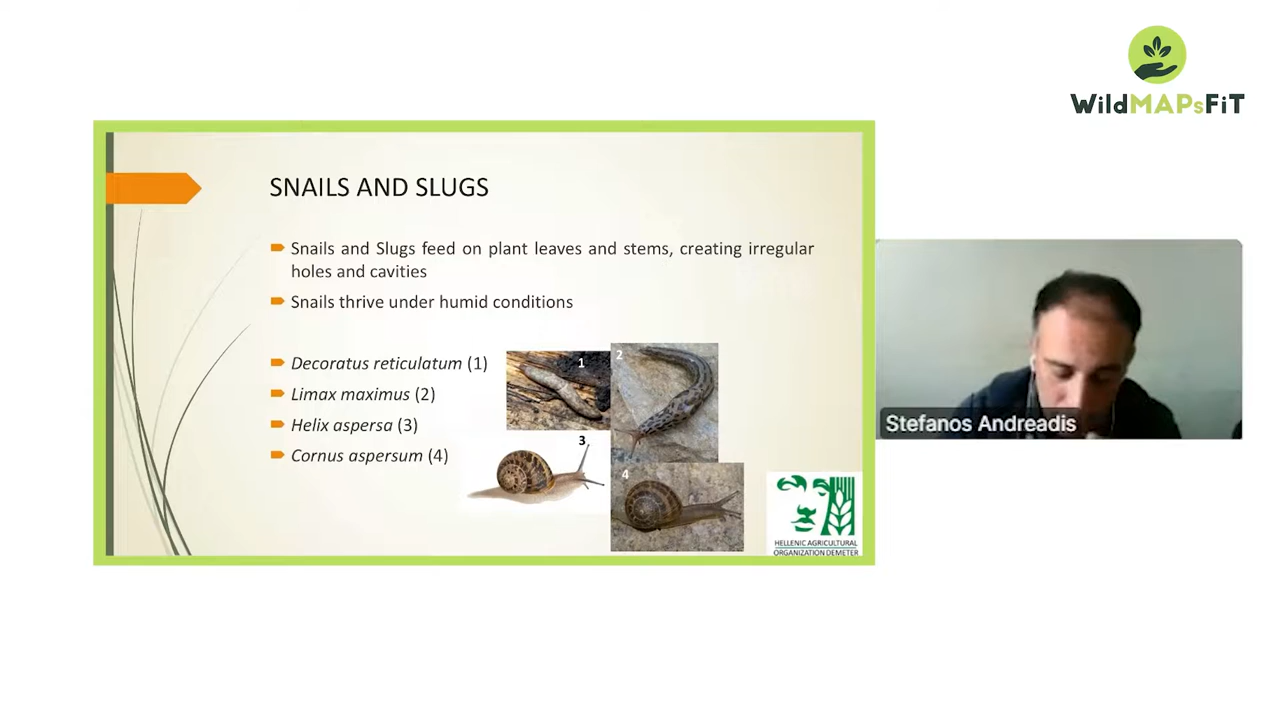 WildMAPsFiT
SNAILS AND SLUGS
Snails and Slugs feed on plant leaves and stems, creating irregular
holes and cavities
Snails thrive under humid conditions
Decoratus reticulatum (1)
Limax maximus (2)
Helix aspersa (3)
Cornus aspersum (4)
1
2
3
4
HELLENIC AGRICULTURAL
ORGANIZATION DEMETER
Stefanos Andreadis